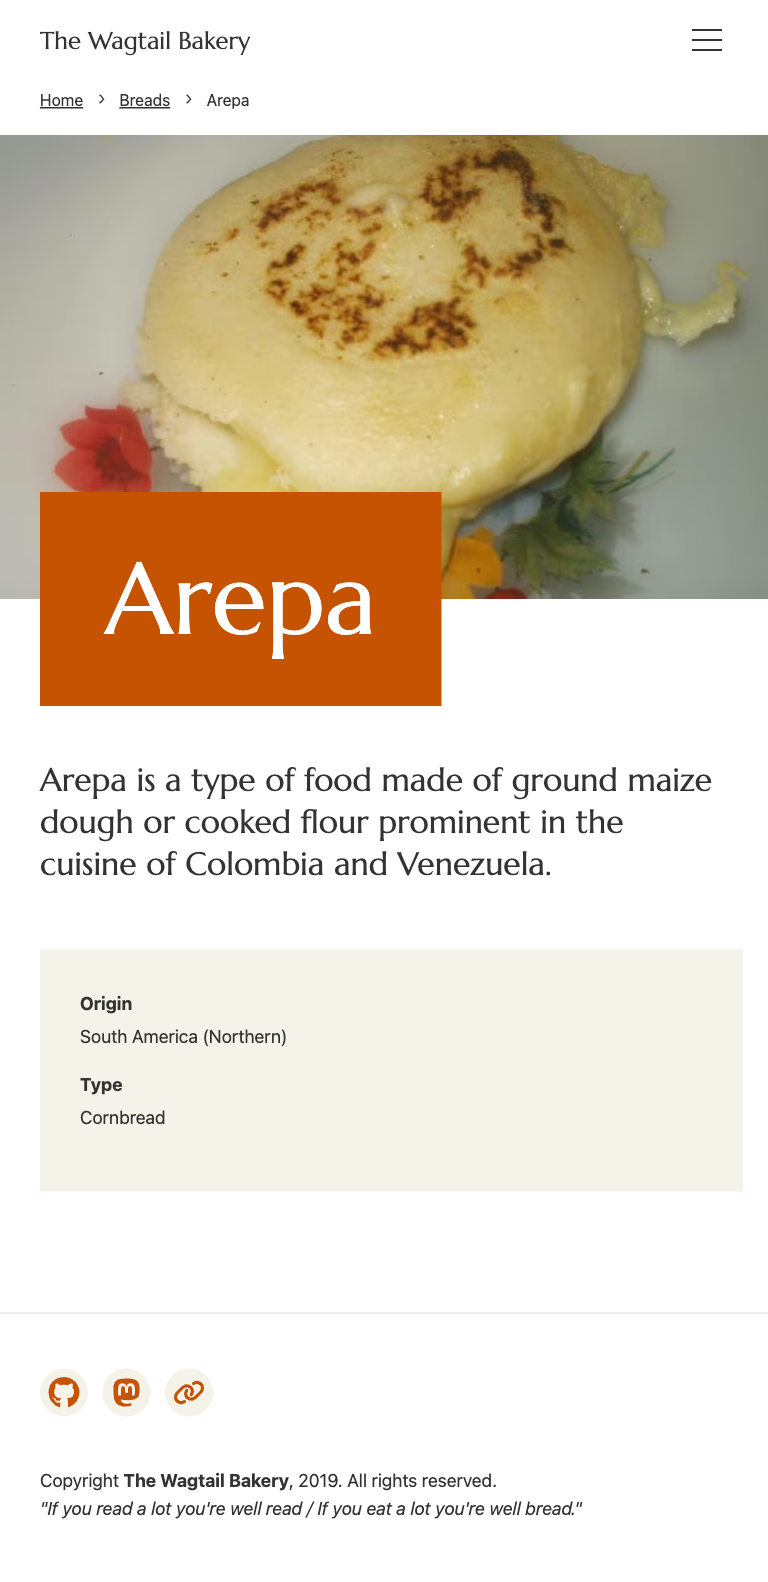 The Wagtail Bakery
Home > Breads > Arepa
Arepa
Arepa is a type of food made of ground maize
dough or cooked flour prominent in the
cuisine of Colombia and Venezuela.
Origin
South America (Northern)
Type
Cornbread
Copyright The Wagtail Bakery, 2019. All rights reserved.
"If you read a lot you're well read / If you eat a lot you're well bread."